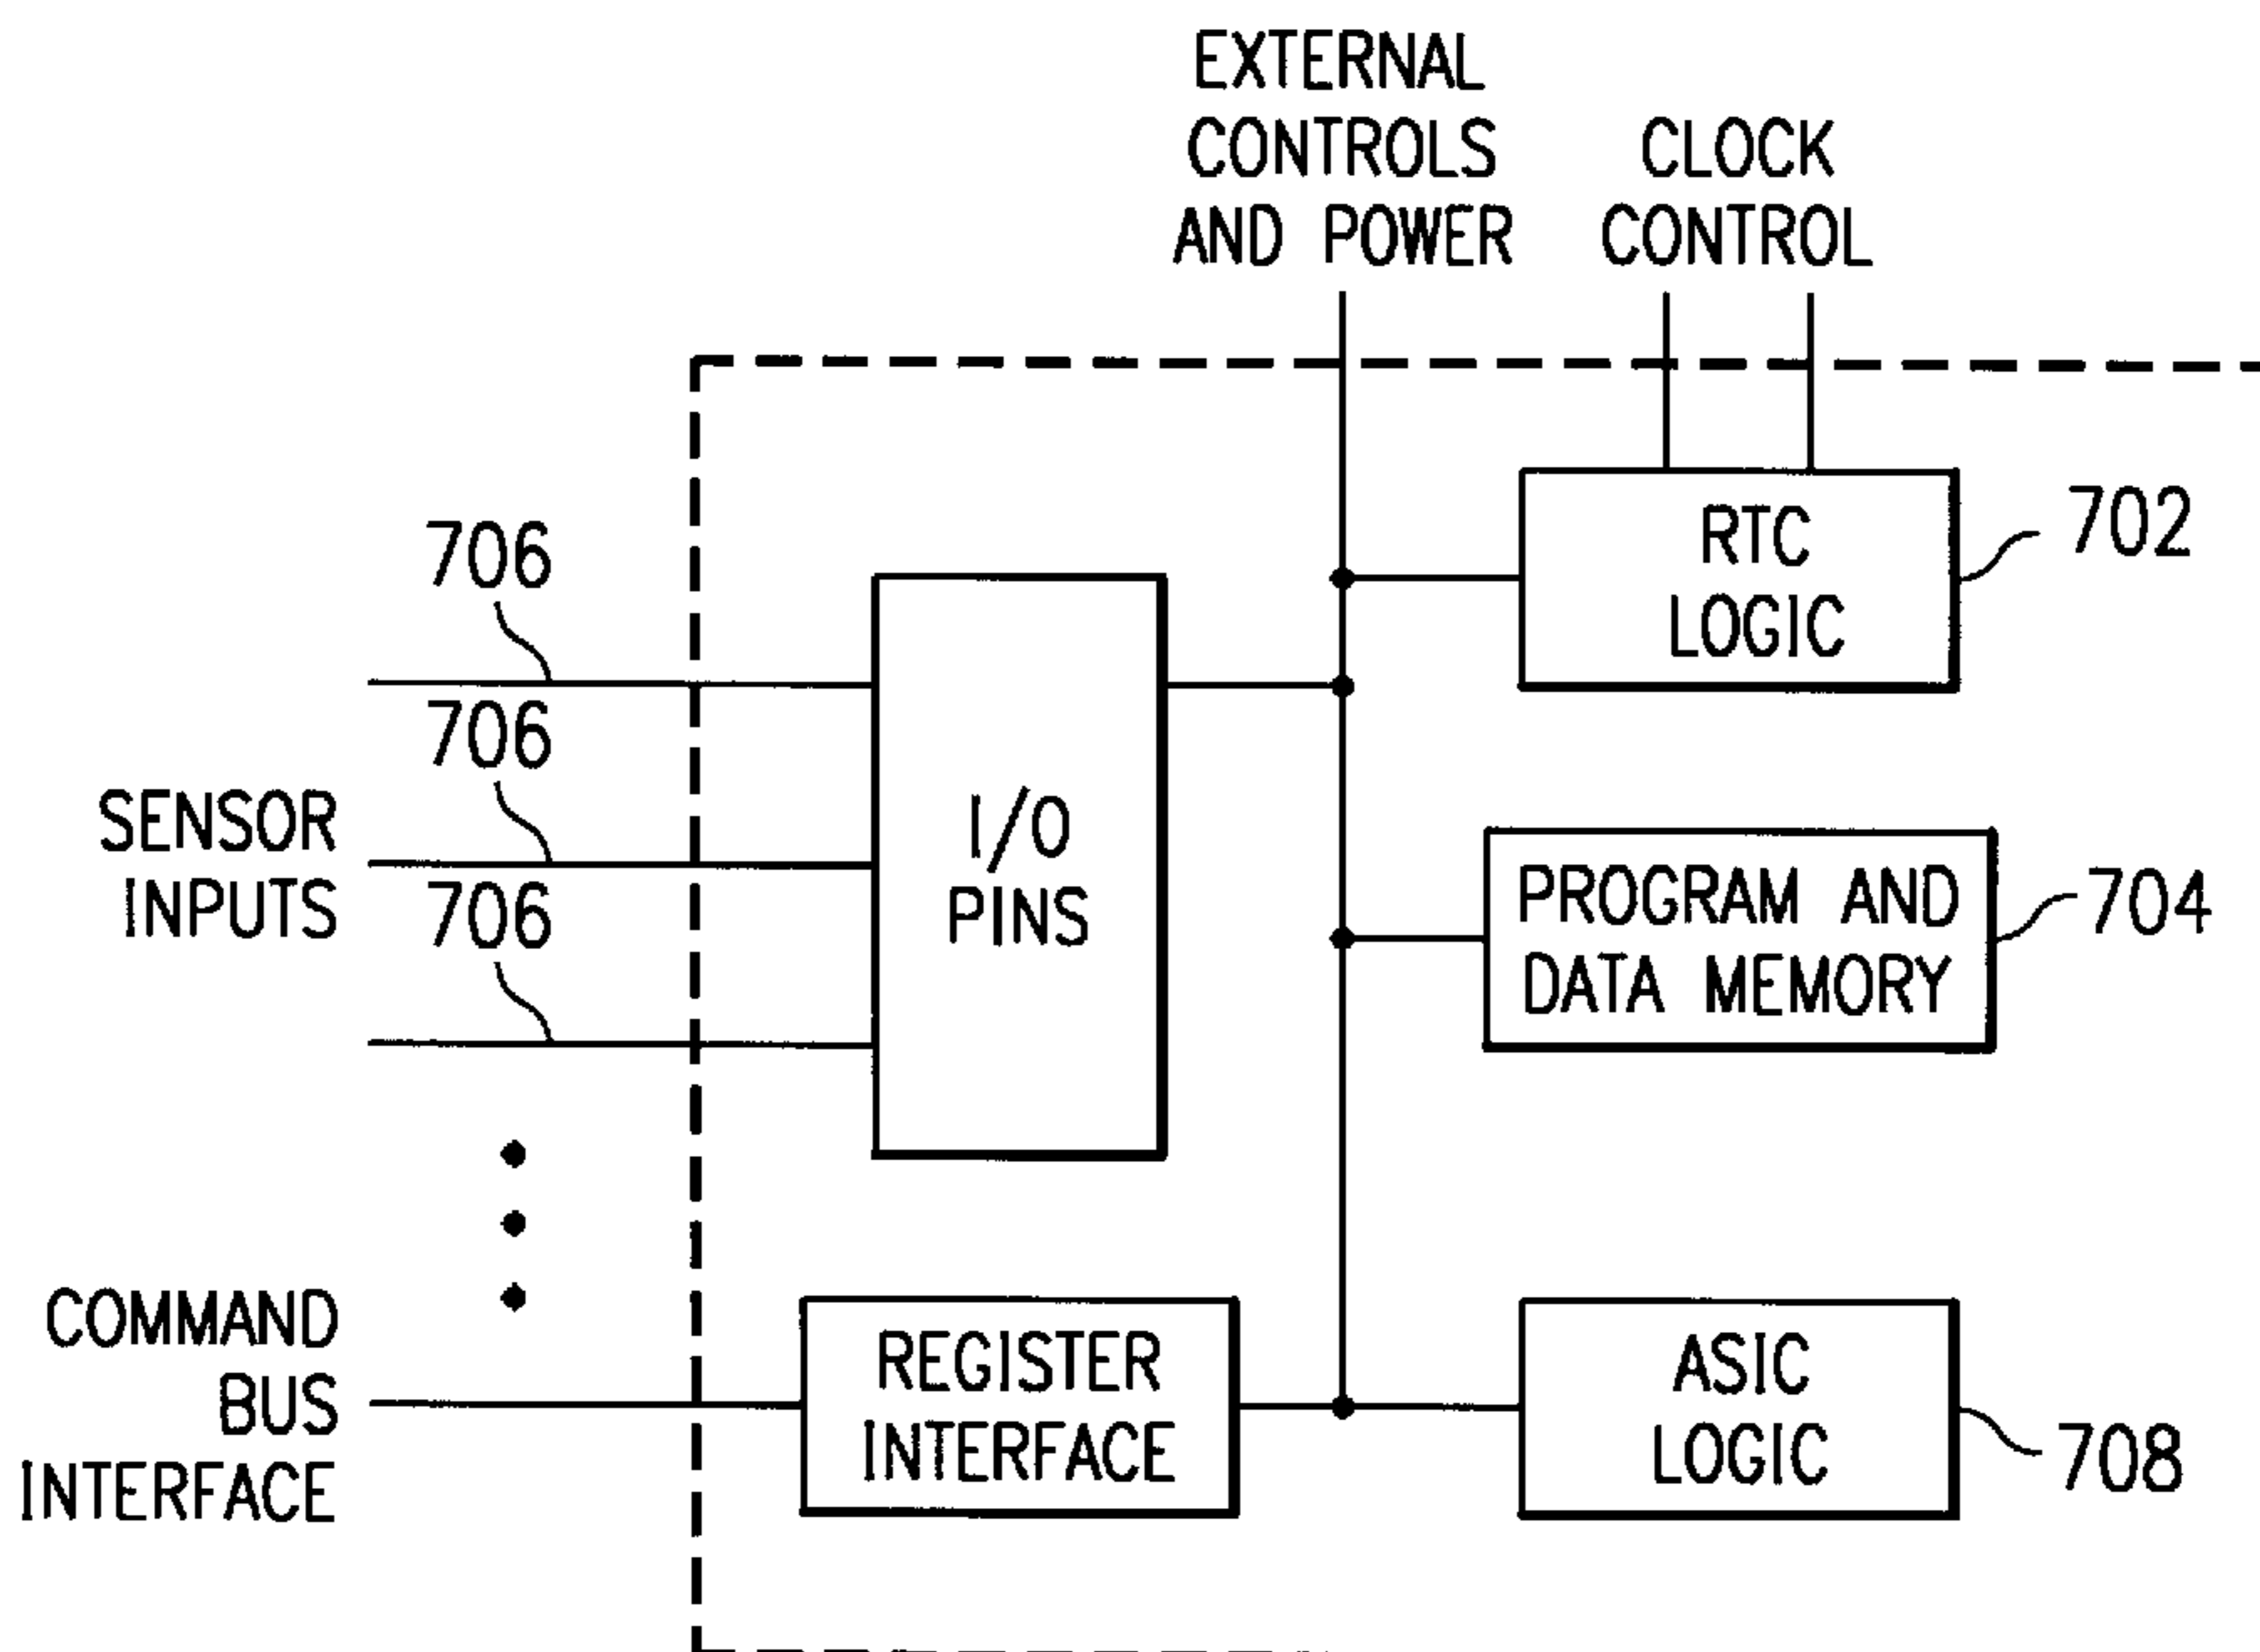 EXTERNAL
CONTROLS
AND POWER
CLOCK
CONTROL
RTC
LOGIC
702
706
706
706
SENSOR
INPUTS
I/O
PINS
PROGRAM AND
DATA MEMORY
704
COMMAND
BUS
INTERFACE
REGISTER
INTERFACE
ASIC
LOGIC
708